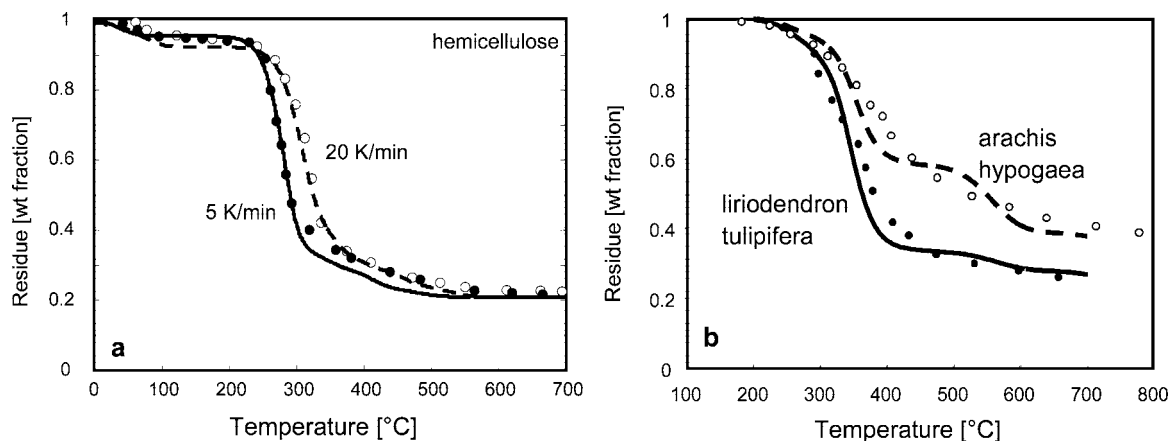 1
0.8
0.6
0.4
0.2
0
Residue [wt fraction]
hemicellulose
20 K/min
5 K/min
a
0 100 200 300 400 500 600 700
Temperature [°C]
1
0.8
0.6
0.4
0.2
0
Residue [wt fraction]
arachis
hypogaea
liriodendron
tulipifera
b
100 200 300 400 500 600 700 800
Temperature [°C]